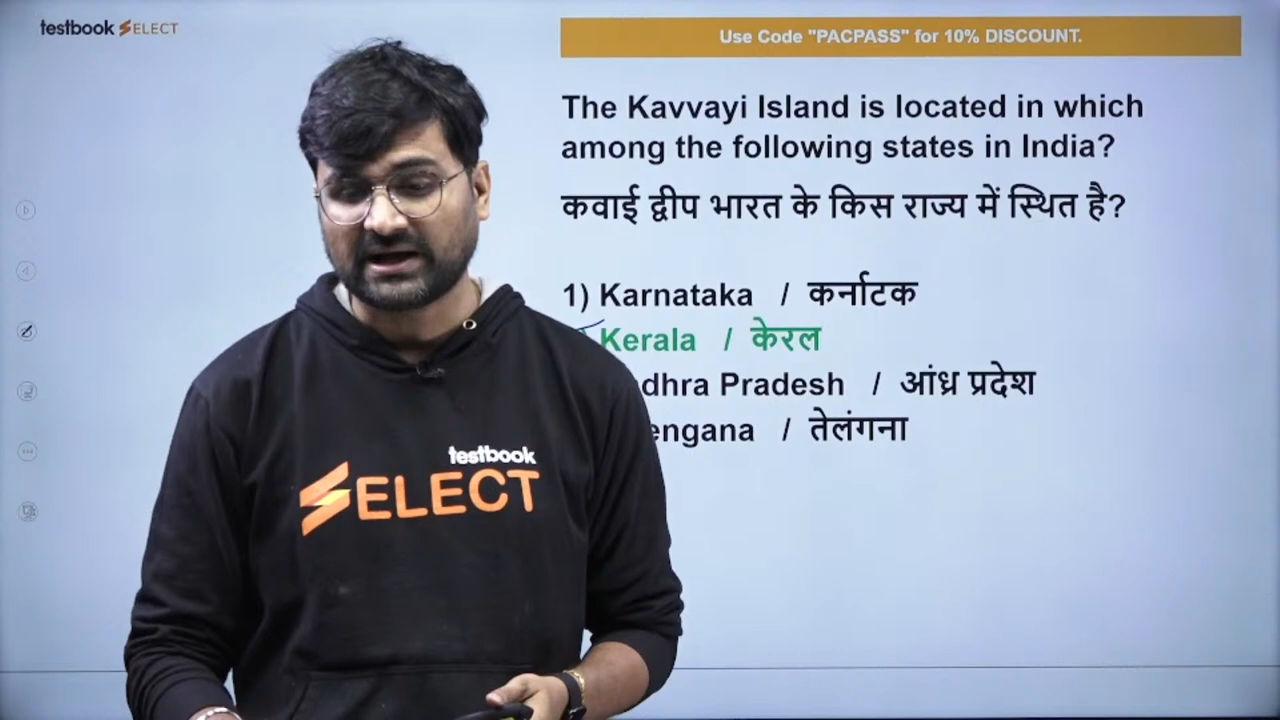 testbook SELECT
Use Code "PACPASS" for 10% DISCOUNT.
The Kavvayi Island is located in which
among the following states in India?
कवाई द्वीप भारत के किस राज्य में स्थित है?
1) Karnataka / कर्नाटक
Kerala / केरल
dhra Pradesh / आंध्र प्रदेश
engana / तेलंगना
testbook
SELECT